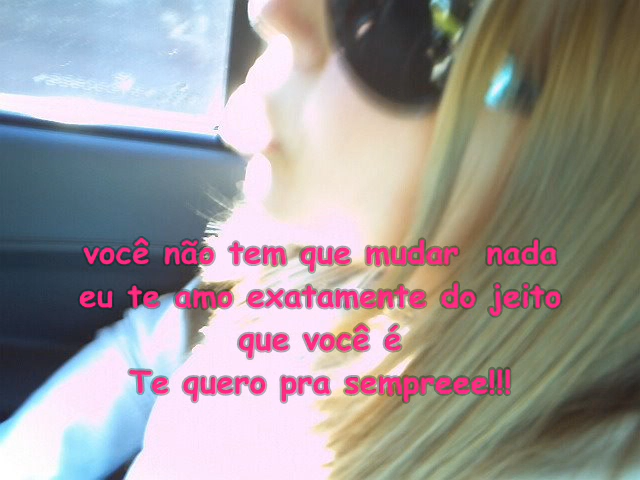 você não tem que mudar nada
eu te amo exatamente do jeito
que você é
Te quero pra sempreee!!!